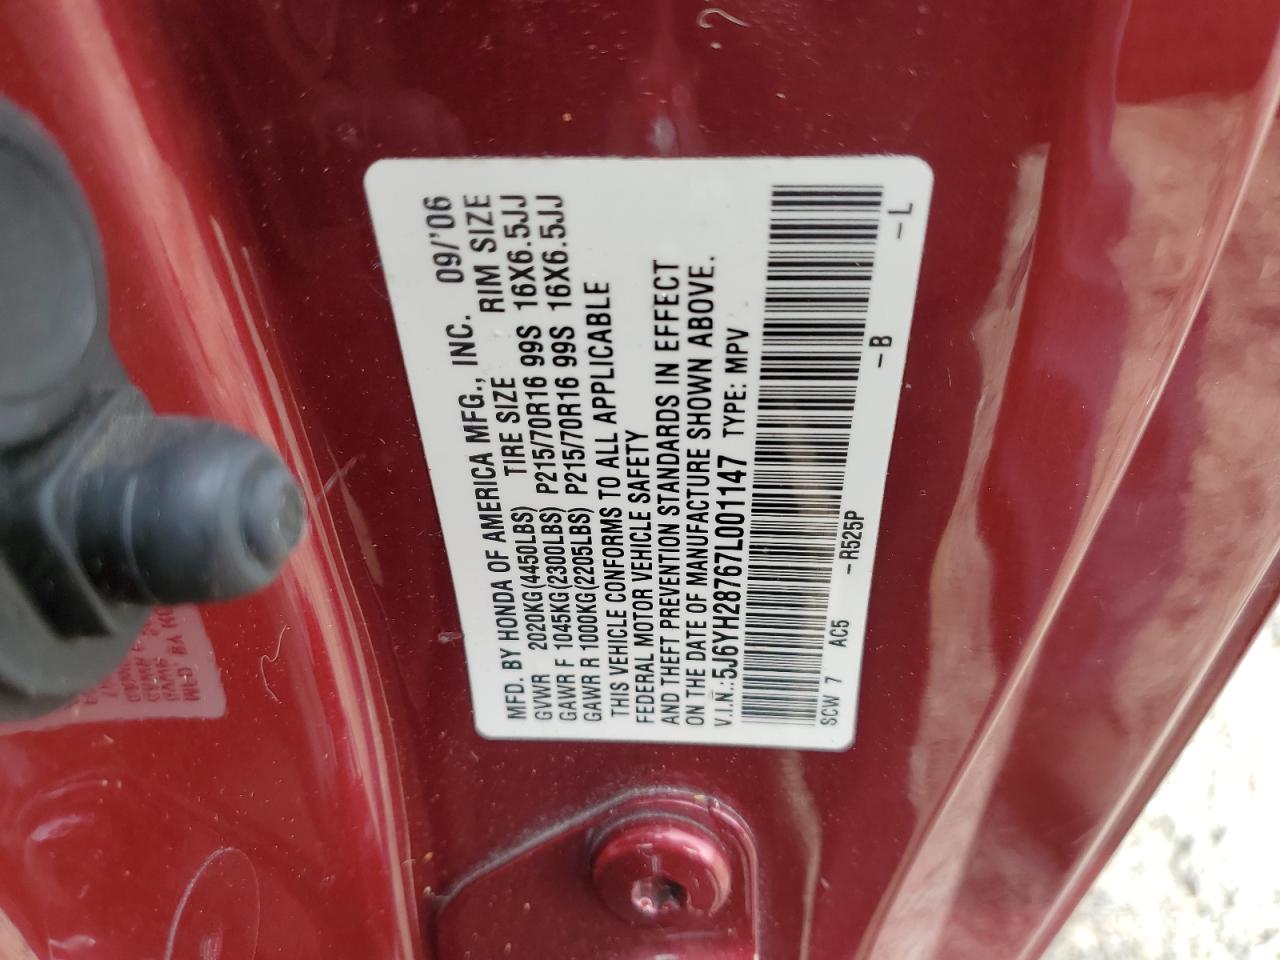 MFD. BY HONDA OF AMERICA MFG., INC. 09/'06
GVWR 2020KG(4450LBS) TIRE SIZE RIM SIZE
GAWR F 1045KG(2300LBS) P215/70R16 99S 16X6.5JJ
GAWR R 1000KG(2205LBS) P215/70R16 99S 16X6.5JJ
THIS VEHICLE CONFORMS TO ALL APPLICABLE
FEDERAL MOTOR VEHICLE SAFETY
AND THEFT PREVENTION STANDARDS IN EFFECT
ON THE DATE OF MANUFACTURE SHOWN ABOVE.
V.I.N.: 5J6YH28767L001147 TYPE: MPV
SCW 7 AC5 -R525P -B -L